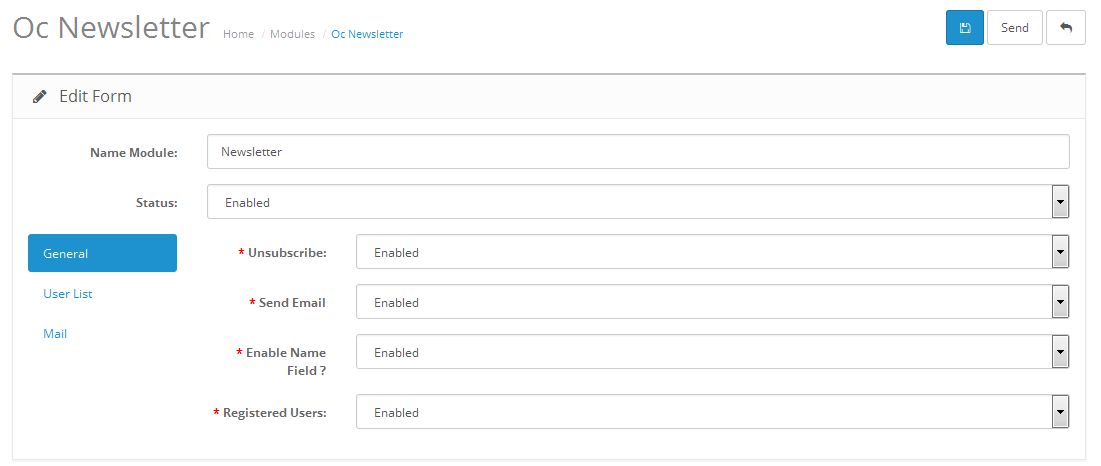 Oc Newsletter Home / Modules / Oc Newsletter Send
Edit Form
Name Module: Newsletter
Status: Enabled
General
* Unsubscribe: Enabled
User List
* Send Email Enabled
Mail
* Enable Name Field ? Enabled
* Registered Users: Enabled